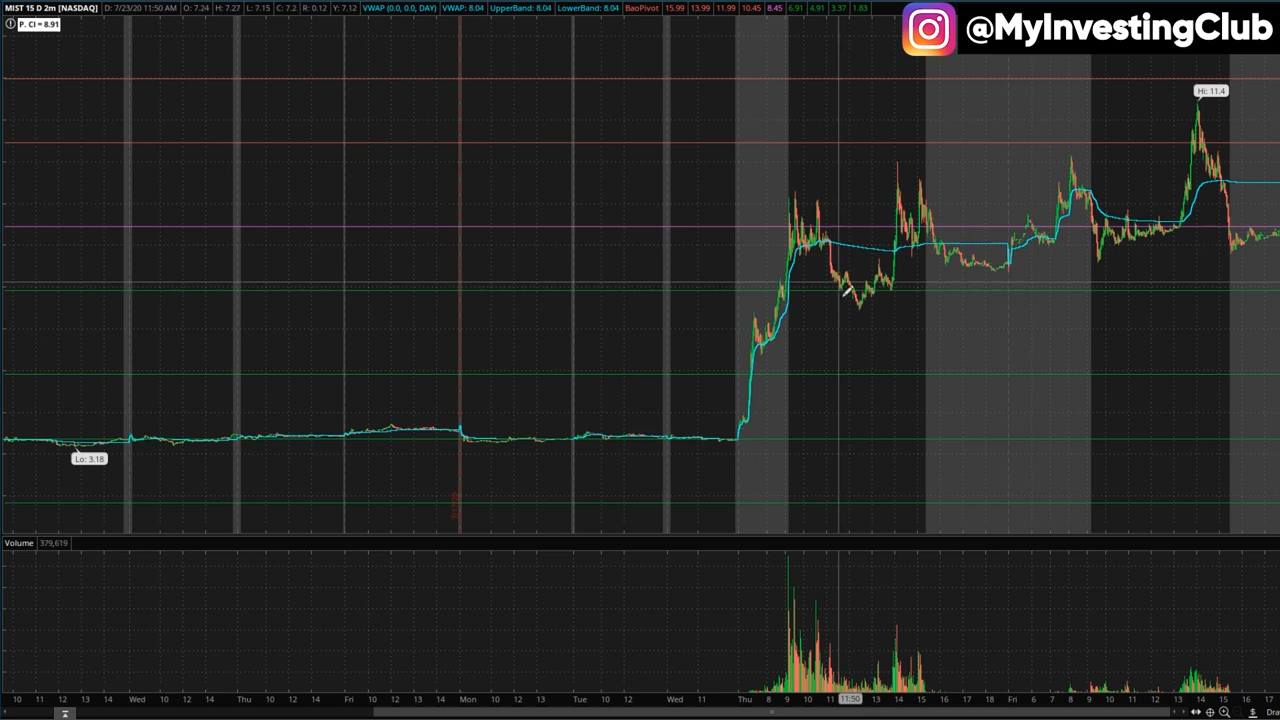 MIST 15 D 2m [NASDAQ] D: 7/23/20 11:50 AM O: 7.24 H: 7.27 L: 7.15 C: 7.2 R: 0.12 Y: 7.12 VWAP (0.0, 0.0, DAY) VWAP: 8.04 UpperBand: 8.04 LowerBand: 8.04 BaoPivot 15.99 13.99 11.99 10.45 8.45 6.91 4.91 3.37 1.83
P. Cl = 8.91
@MyInvestingClub
Hi: 11.4
Lo: 3.18
Volume 379,619
10 11 12 13 14 Wed 10 12 14 Thu 10 12 14 Fri 10 12 14 Mon 10 12 14 Tue 10 12 Wed 11 Thu 8 9 11 11:50 13 14 15 16 17 18 Fri 6 7 8 9 10 11 12 13 14 15 16 17
Dra